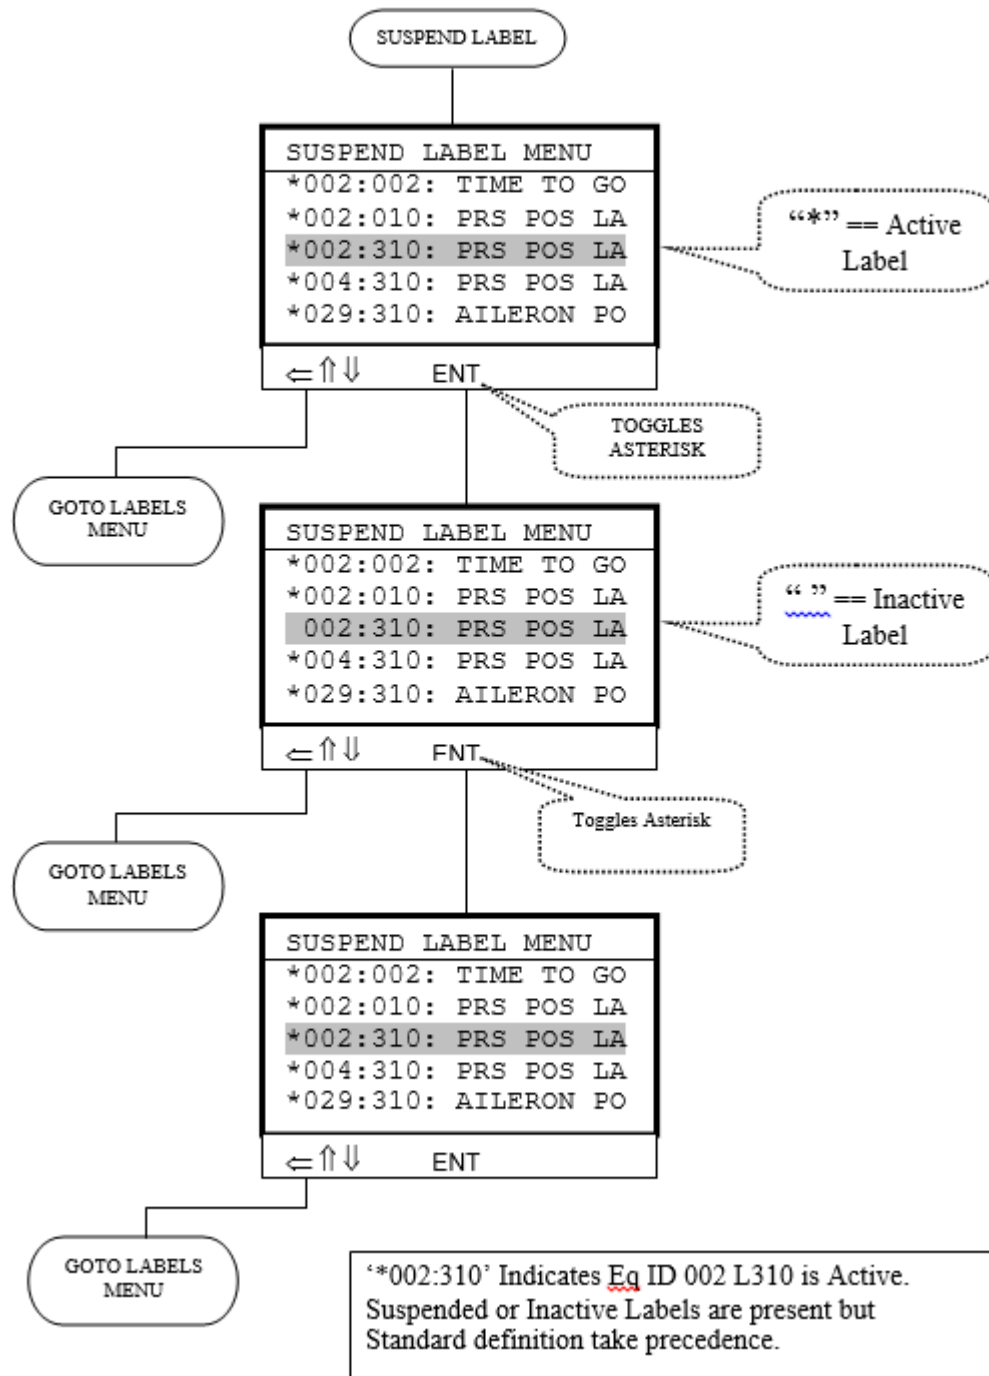 SUSPEND LABEL
SUSPEND LABEL MENU
*002:002: TIME TO GO
*002:010: PRS POS LA
*002:310: PRS POS LA
*004:310: PRS POS LA
*029:310: AILERON PO
⇐⇑⇓ ENT
“*” == Active
Label
TOGGLES
ASTERISK
GOTO LABELS
MENU
SUSPEND LABEL MENU
*002:002: TIME TO GO
*002:010: PRS POS LA
002:310: PRS POS LA
*004:310: PRS POS LA
*029:310: AILERON PO
⇐⇑⇓ ENT
“ ” == Inactive
Label
Toggles Asterisk
GOTO LABELS
MENU
SUSPEND LABEL MENU
*002:002: TIME TO GO
*002:010: PRS POS LA
*002:310: PRS POS LA
*004:310: PRS POS LA
*029:310: AILERON PO
⇐⇑⇓ ENT
GOTO LABELS
MENU
‘*002:310’ Indicates Eq ID 002 L310 is Active.
Suspended or Inactive Labels are present but
Standard definition take precedence.